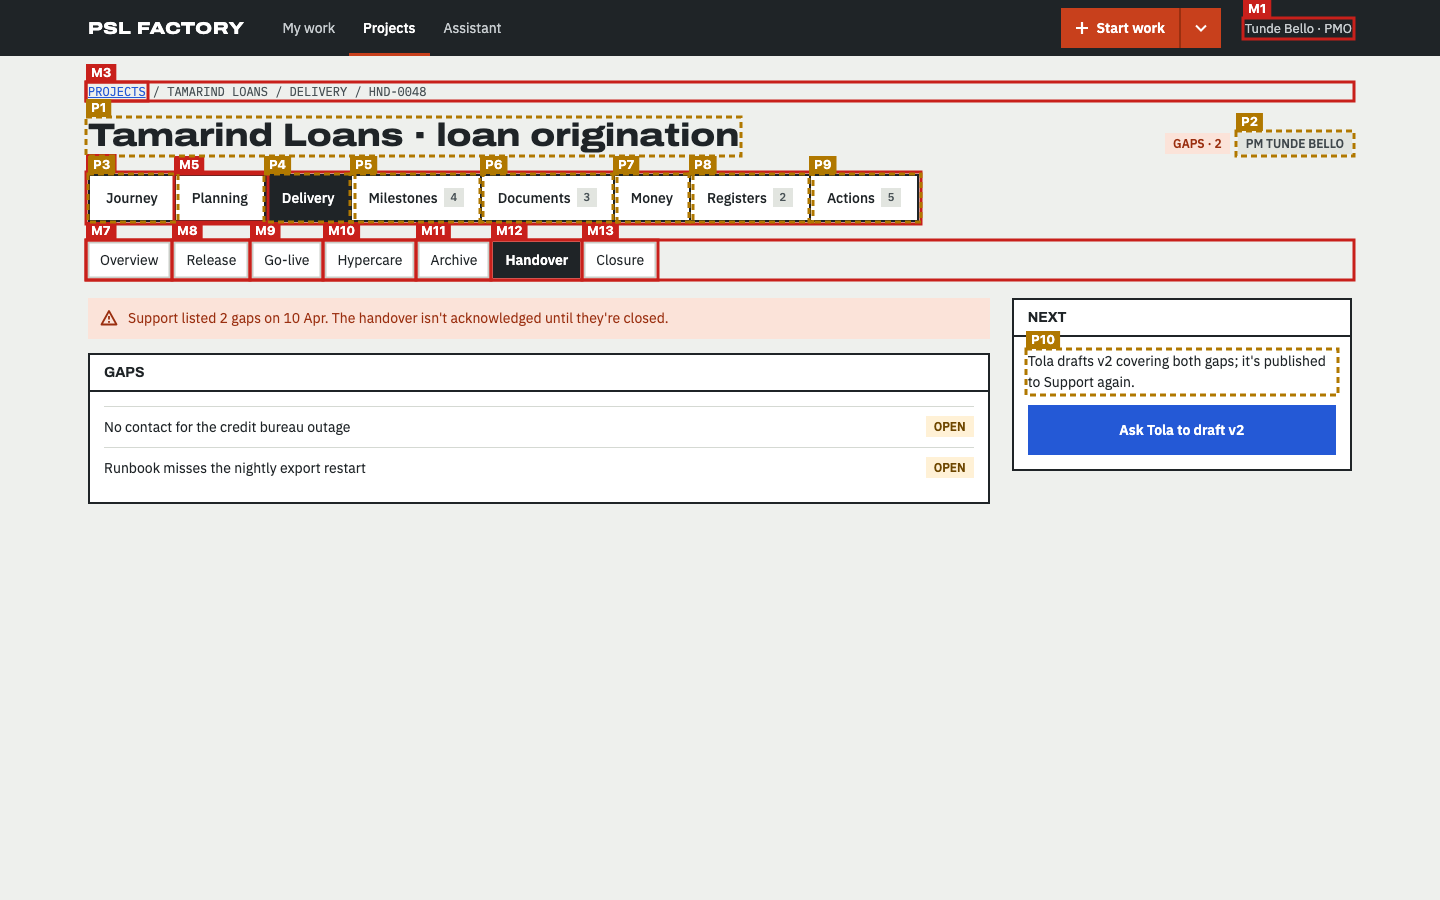 PSL FACTORY My work Projects Assistant + Start work M1 Tunde Bello · PMO
M3
PROJECTS / TAMARIND LOANS / DELIVERY / HND-0048
P1
Tamarind Loans · loan origination GAPS · 2 P2 PM TUNDE BELLO
P3 M5 P4 P5 P6 P7 P8 P9
Journey Planning Delivery Milestones 4 Documents 3 Money Registers 2 Actions 5
M7 M8 M9 M10 M11 M12 M13
Overview Release Go-live Hypercare Archive Handover Closure
Support listed 2 gaps on 10 Apr. The handover isn't acknowledged until they're closed.
GAPS
No contact for the credit bureau outage OPEN
Runbook misses the nightly export restart OPEN
NEXT
P10
Tola drafts v2 covering both gaps; it's published
to Support again.
Ask Tola to draft v2